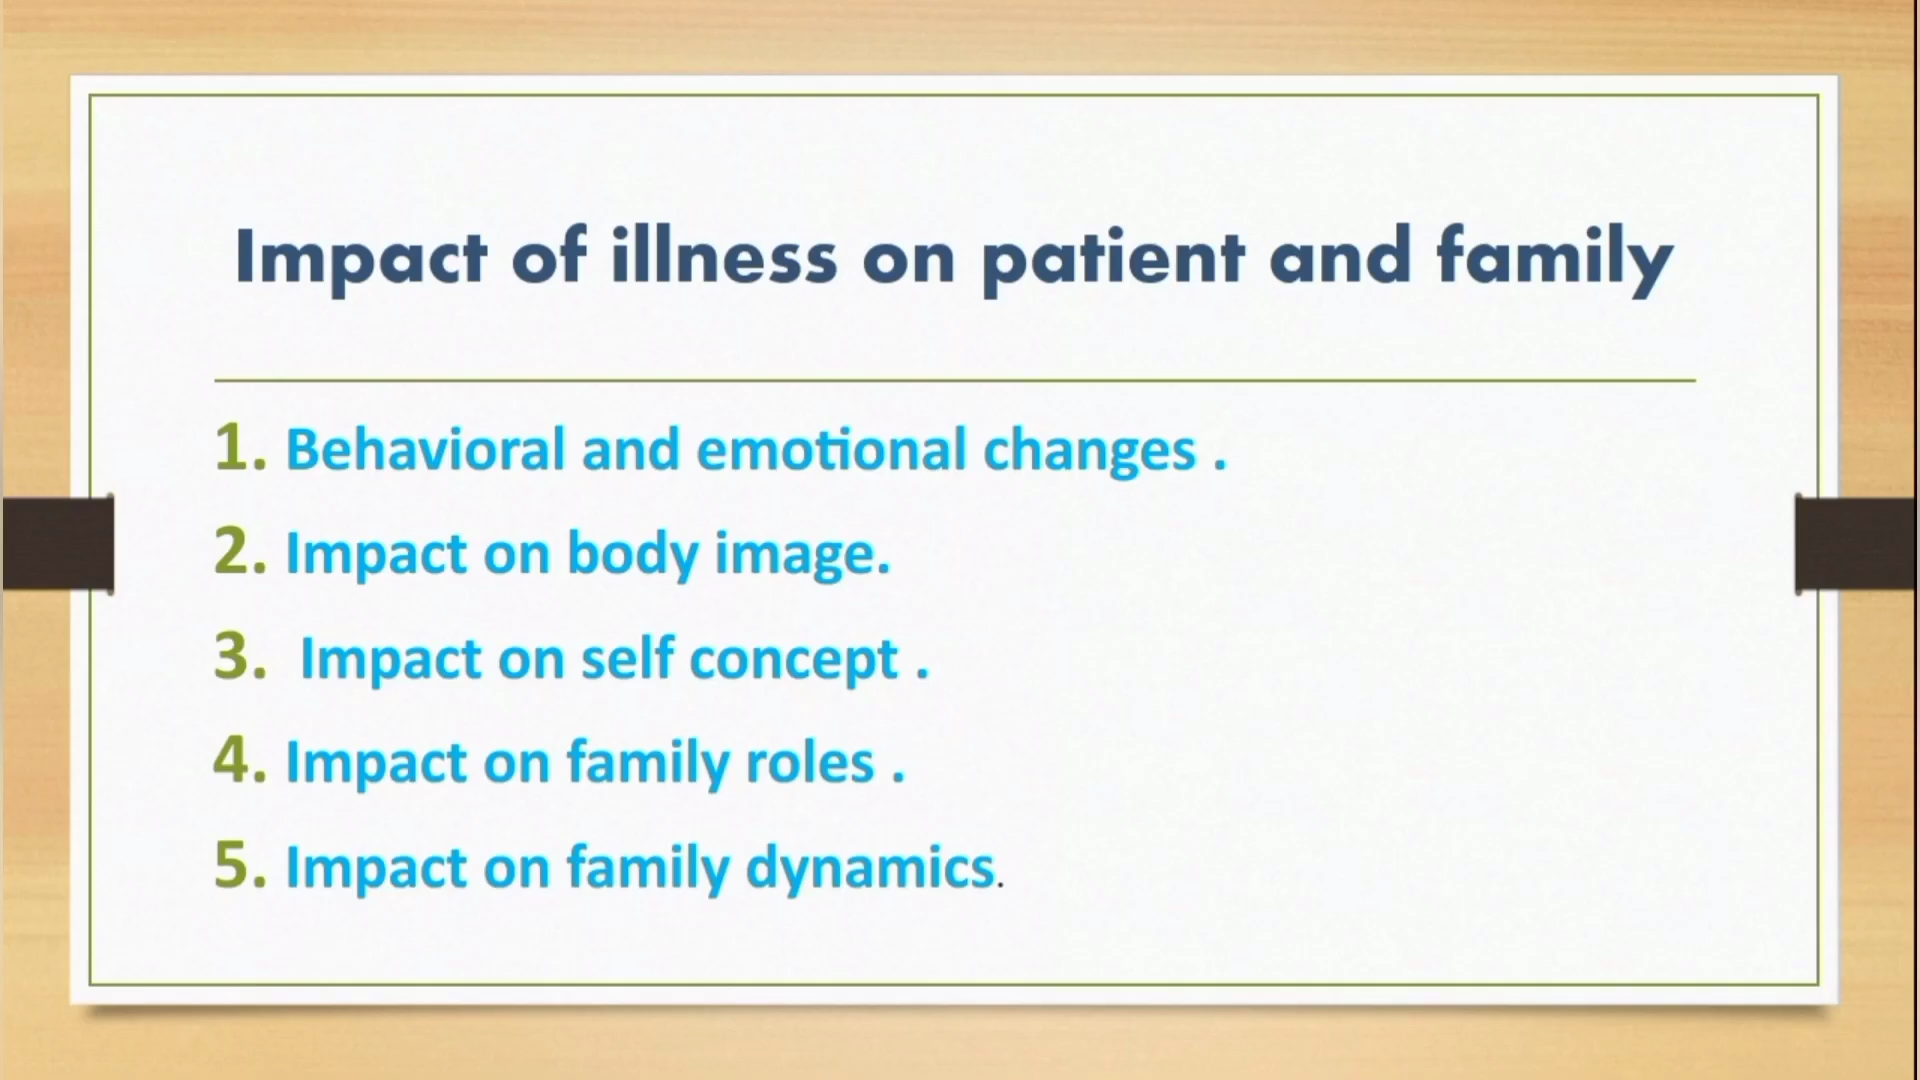 Impact of illness on patient and family
1. Behavioral and emotional changes .
2. Impact on body image.
3. Impact on self concept .
4. Impact on family roles .
5. Impact on family dynamics.